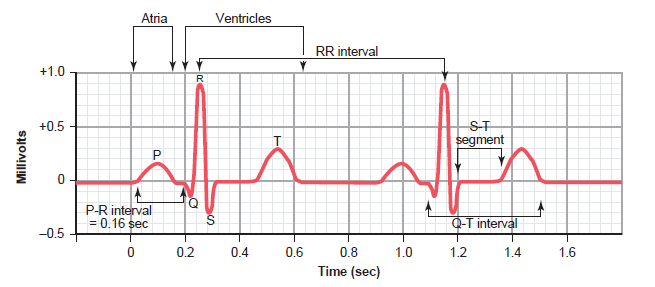 Atria
Ventricles
RR interval
+1.0
R
+0.5
S-T
segment
Millivolts
P
T
0
Q
P-R interval
= 0.16 sec
S
Q-T interval
–0.5
0
0.2
0.4
0.6
0.8
1.0
1.2
1.4
1.6
Time (sec)